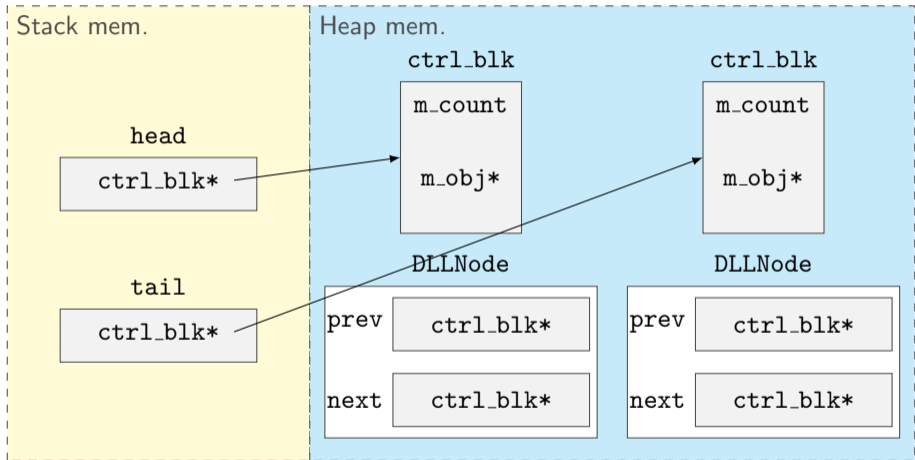 Stack mem.
Heap mem.
head
ctrl_blk*
tail
ctrl_blk*
ctrl_blk
m_count
m_obj*
ctrl_blk
m_count
m_obj*
DLLNode
prev
ctrl_blk*
next
ctrl_blk*
DLLNode
prev
ctrl_blk*
next
ctrl_blk*